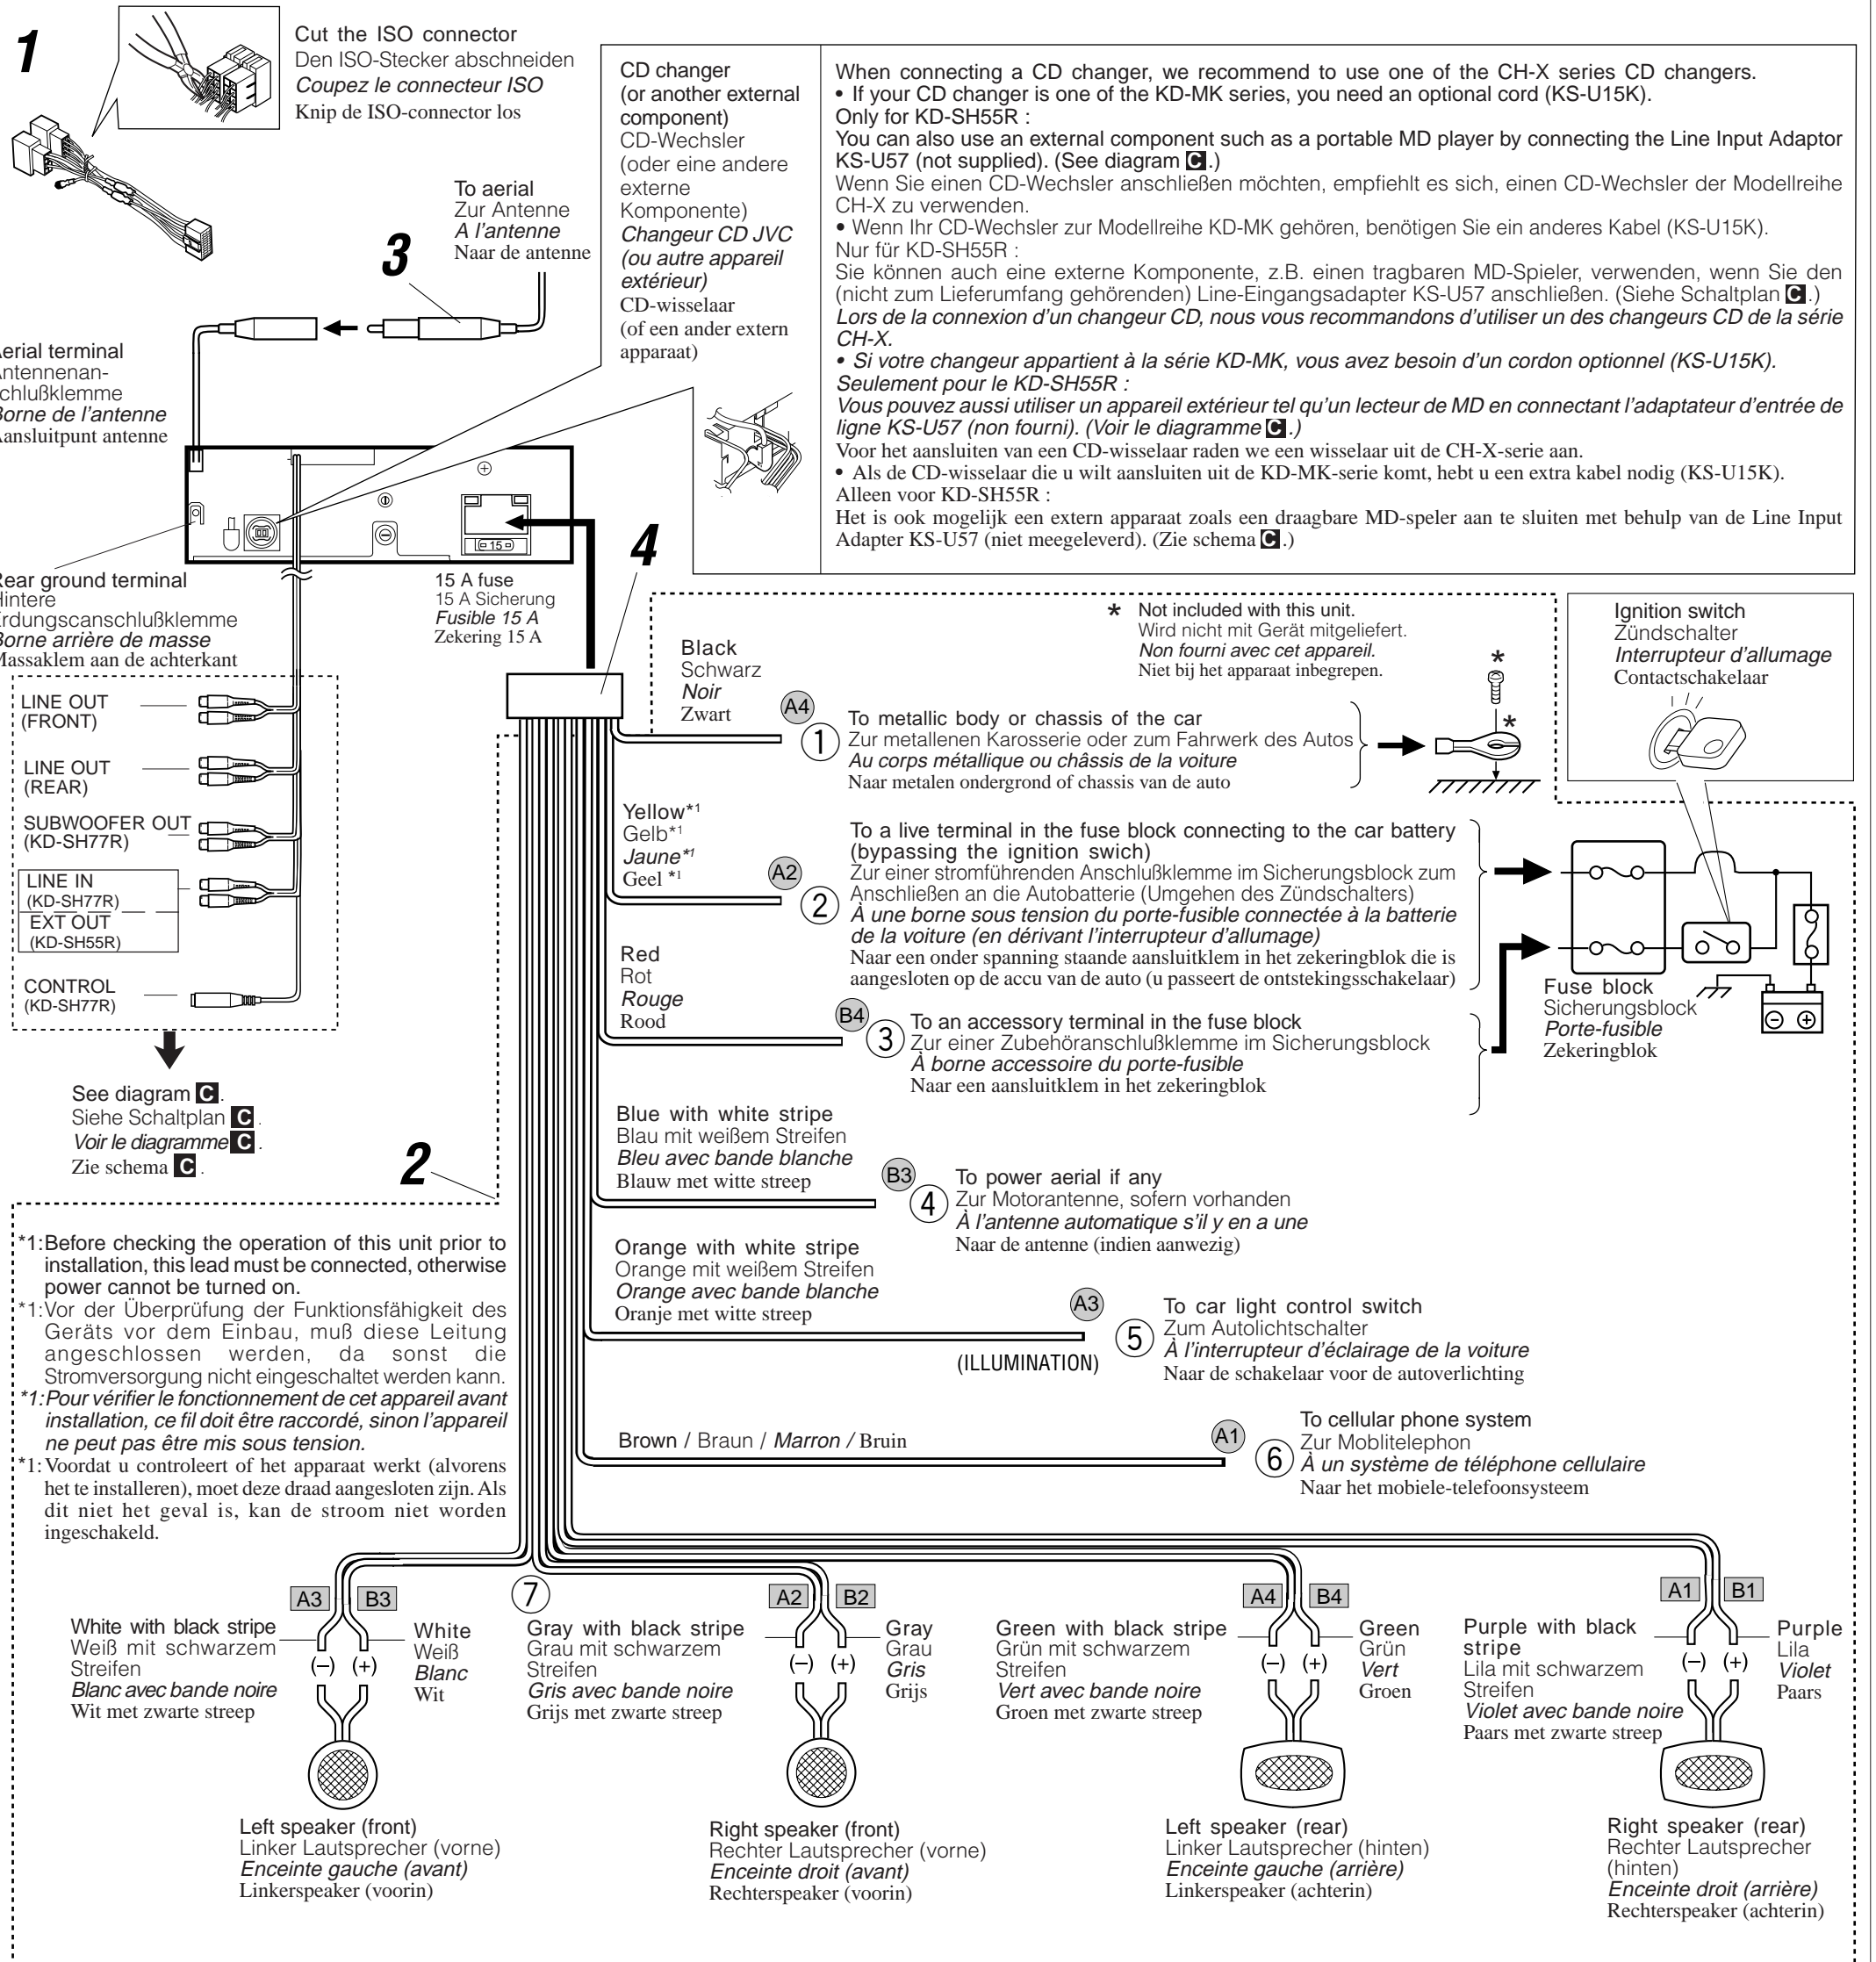 1
Cut the ISO connector
Den ISO-Stecker abschneiden
Coupez le connecteur ISO
Knip de ISO-connector los
To aerial
Zur Antenne
A l'antenne
Naar de antenne
3
CD changer
(or another external
component)
CD-Wechsler
(oder eine andere
externe
Komponente)
Changeur CD JVC
(ou autre appareil
extérieur)
CD-wisselaar
(of een ander extern
apparaat)
When connecting a CD changer, we recommend to use one of the CH-X series CD changers.
• If your CD changer is one of the KD-MK series, you need an optional cord (KS-U15K).
Only for KD-SH55R :
You can also use an external component such as a portable MD player by connecting the Line Input Adaptor
KS-U57 (not supplied). (See diagram C.)
Wenn Sie einen CD-Wechsler anschließen möchten, empfiehlt es sich, einen CD-Wechsler der Modellreihe
CH-X zu verwenden.
• Wenn Ihr CD-Wechsler zur Modellreihe KD-MK gehören, benötigen Sie ein anderes Kabel (KS-U15K).
Nur für KD-SH55R :
Sie können auch eine externe Komponente, z.B. einen tragbaren MD-Spieler, verwenden, wenn Sie den
(nicht zum Lieferumfang gehörenden) Line-Eingangsadapter KS-U57 anschließen. (Siehe Schaltplan C.)
Lors de la connexion d'un changeur CD, nous vous recommandons d'utiliser un des changeurs CD de la série
CH-X.
• Si votre changeur appartient à la série KD-MK, vous avez besoin d'un cordon optionnel (KS-U15K).
Seulement pour le KD-SH55R :
Vous pouvez aussi utiliser un appareil extérieur tel qu'un lecteur de MD en connectant l'adaptateur d'entrée de
ligne KS-U57 (non fourni). (Voir le diagramme C.)
Voor het aansluiten van een CD-wisselaar raden we een wisselaar uit de CH-X-serie aan.
• Als de CD-wisselaar die u wilt aansluiten uit de KD-MK-serie komt, hebt u een extra kabel nodig (KS-U15K).
Alleen voor KD-SH55R :
Het is ook mogelijk een extern apparaat zoals een draagbare MD-speler aan te sluiten met behulp van de Line Input
Adapter KS-U57 (niet meegeleverd). (Zie schema C.)
Aerial terminal
Antennenan-
schlußklemme
Borne de l'antenne
Aansluitpunt antenne
15
4
Rear ground terminal
Hintere
Erdungscanschlußklemme
Borne arrière de masse
Massaklem aan de achterkant
15 A fuse
15 A Sicherung
Fusible 15 A
Zekering 15 A
LINE OUT
(FRONT)
LINE OUT
(REAR)
SUBWOOFER OUT
(KD-SH77R)
LINE IN
(KD-SH77R)
EXT OUT
(KD-SH55R)
CONTROL
(KD-SH77R)
See diagram C.
Siehe Schaltplan C.
Voir le diagramme C.
Zie schema C.
2
* Not included with this unit.
Wird nicht mit Gerät mitgeliefert.
Non fourni avec cet appareil.
Niet bij het apparaat inbegrepen.
*
*
Ignition switch
Zündschalter
Interrupteur d'allumage
Contactschakelaar
Black
Schwarz
Noir
Zwart
A4
1
To metallic body or chassis of the car
Zur metallenen Karosserie oder zum Fahrwerk des Autos
Au corps métallique ou châssis de la voiture
Naar metalen ondergrond of chassis van de auto
Yellow*1
Gelb*1
Jaune*1
Geel *1
A2
2
To a live terminal in the fuse block connecting to the car battery
(bypassing the ignition swich)
Zur einer stromführenden Anschlußklemme im Sicherungsblock zum
Anschließen an die Autobatterie (Umgehen des Zündschalters)
À une borne sous tension du porte-fusible connectée à la batterie
de la voiture (en dérivant l'interrupteur d'allumage)
Naar een onder spanning staande aansluitklem in het zekeringblok die is
aangesloten op de accu van de auto (u passeert de ontstekingsschakelaar)
Fuse block
Sicherungsblock
Porte-fusible
Zekeringblok
Red
Rot
Rouge
Rood
B4
3
To an accessory terminal in the fuse block
Zur einer Zubehöranschlußklemme im Sicherungsblock
À borne accessoire du porte-fusible
Naar een aansluitklem in het zekeringblok
Blue with white stripe
Blau mit weißem Streifen
Bleu avec bande blanche
Blauw met witte streep
B3
4
To power aerial if any
Zur Motorantenne, sofern vorhanden
À l'antenne automatique s'il y en a une
Naar de antenne (indien aanwezig)
Orange with white stripe
Orange mit weißem Streifen
Orange avec bande blanche
Oranje met witte streep
(ILLUMINATION)
A3
5
To car light control switch
Zum Autolichtschalter
À l'interrupteur d'éclairage de la voiture
Naar de schakelaar voor de autoverlichting
Brown / Braun / Marron / Bruin
A1
6
To cellular phone system
Zur Moblitelephon
À un système de téléphone cellulaire
Naar het mobiele-telefoonsysteem
*1:Before checking the operation of this unit prior to
installation, this lead must be connected, otherwise
power cannot be turned on.
*1:Vor der Überprüfung der Funktionsfähigkeit des
Geräts vor dem Einbau, muß diese Leitung
angeschlossen werden, da sonst die
Stromversorgung nicht eingeschaltet werden kann.
*1:Pour vérifier le fonctionnement de cet appareil avant
installation, ce fil doit être raccordé, sinon l'appareil
ne peut pas être mis sous tension.
*1:Voordat u controleert of het apparaat werkt (alvorens
het te installeren), moet deze draad aangesloten zijn. Als
dit niet het geval is, kan de stroom niet worden
ingeschakeld.
7
A3 B3
White with black stripe
Weiß mit schwarzem
Streifen
Blanc avec bande noire
Wit met zwarte streep
(–) (+)
White
Weiß
Blanc
Wit
Left speaker (front)
Linker Lautsprecher (vorne)
Enceinte gauche (avant)
Linkerspeaker (voorin)
A2 B2
Gray with black stripe
Grau mit schwarzem
Streifen
Gris avec bande noire
Grijs met zwarte streep
(–) (+)
Gray
Grau
Gris
Grijs
Right speaker (front)
Rechter Lautsprecher (vorne)
Enceinte droit (avant)
Rechterspeaker (voorin)
A4 B4
Green with black stripe
Grün mit schwarzem
Streifen
Vert avec bande noire
Groen met zwarte streep
(–) (+)
Green
Grün
Vert
Groen
Left speaker (rear)
Linker Lautsprecher (hinten)
Enceinte gauche (arrière)
Linkerspeaker (achterin)
A1 B1
Purple with black
stripe
Lila mit schwarzem
Streifen
Violet avec bande noire
Paars met zwarte streep
(–) (+)
Purple
Lila
Violet
Paars
Right speaker (rear)
Rechter Lautsprecher
(hinten)
Enceinte droit (arrière)
Rechterspeaker (achterin)